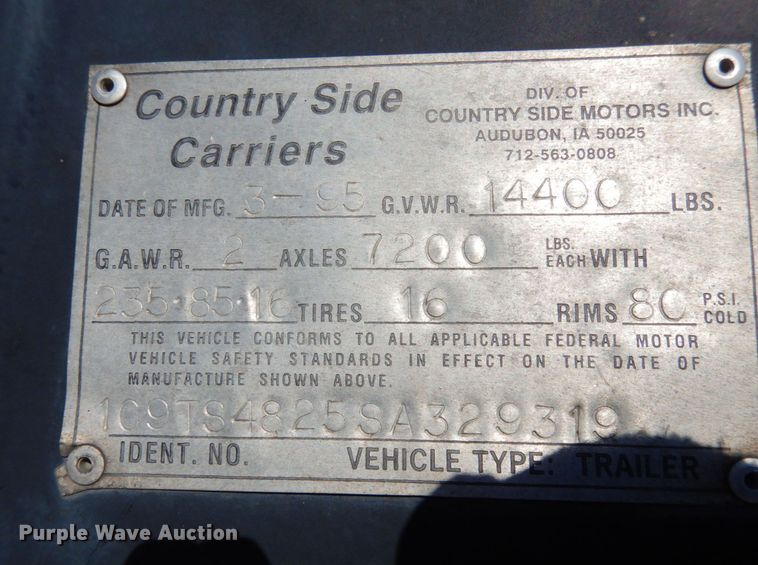 Country Side
Carriers
DIV. OF
COUNTRY SIDE MOTORS INC.
AUDUBON, IA 50025
712-563-0808
DATE OF MFG. 3-95 G.V.W.R. 14400 LBS.
G.A.W.R. 2 AXLES 7200 LBS. EACH WITH
235·85·16 TIRES 16 RIMS 80 P.S.I. COLD
THIS VEHICLE CONFORMS TO ALL APPLICABLE FEDERAL MOTOR
VEHICLE SAFETY STANDARDS IN EFFECT ON THE DATE OF
MANUFACTURE SHOWN ABOVE.
1C9TS4825SA329319
IDENT. NO. VEHICLE TYPE: TRAILER
Purple Wave Auction